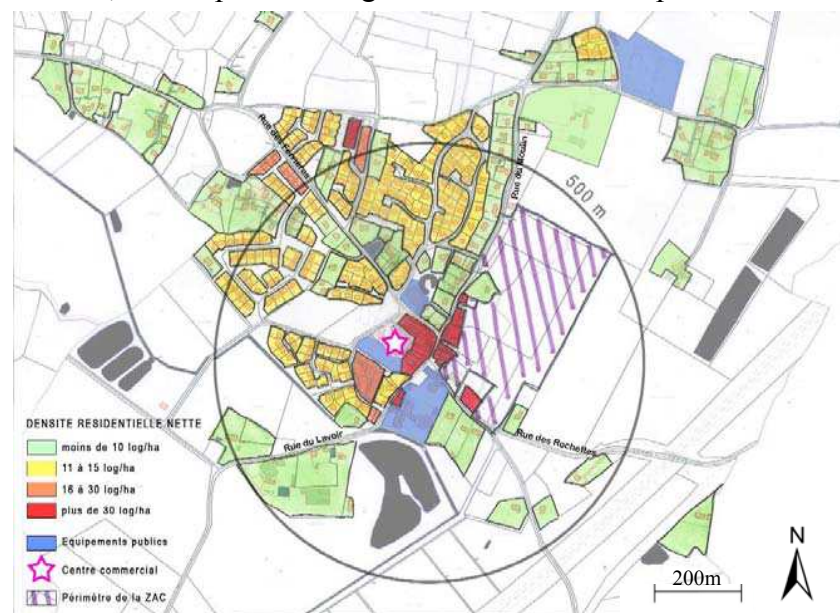 Rue des Rochettes
Rue du Moulin
500 m
Rue du Lavoir
DENSITE RESIDENTIELLE NETTE
moins de 10 log/ha
11 à 15 log/ha
16 à 30 log/ha
plus de 30 log/ha
Equipements publics
Centre commercial
Périmètre de la ZAC
N
200m